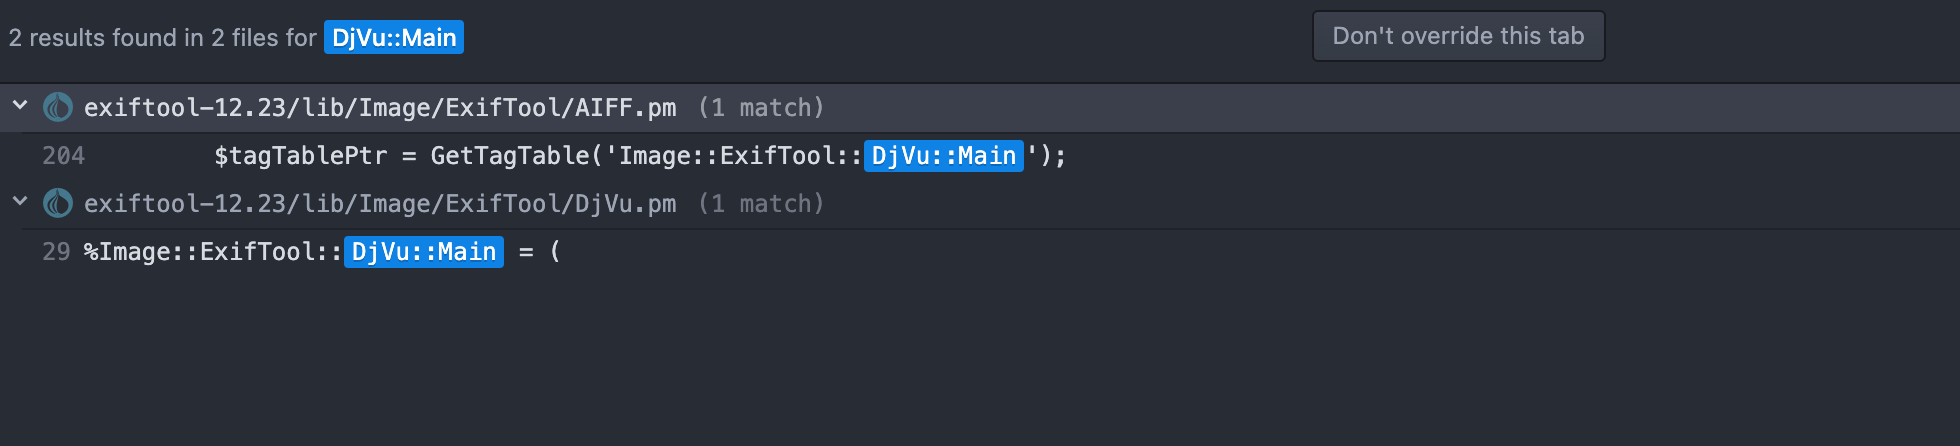 2 results found in 2 files for DjVu::Main
Don't override this tab
exiftool-12.23/lib/Image/ExifTool/AIFF.pm (1 match)
204 $tagTablePtr = GetTagTable('Image::ExifTool::DjVu::Main');
exiftool-12.23/lib/Image/ExifTool/DjVu.pm (1 match)
29 %Image::ExifTool::DjVu::Main = (